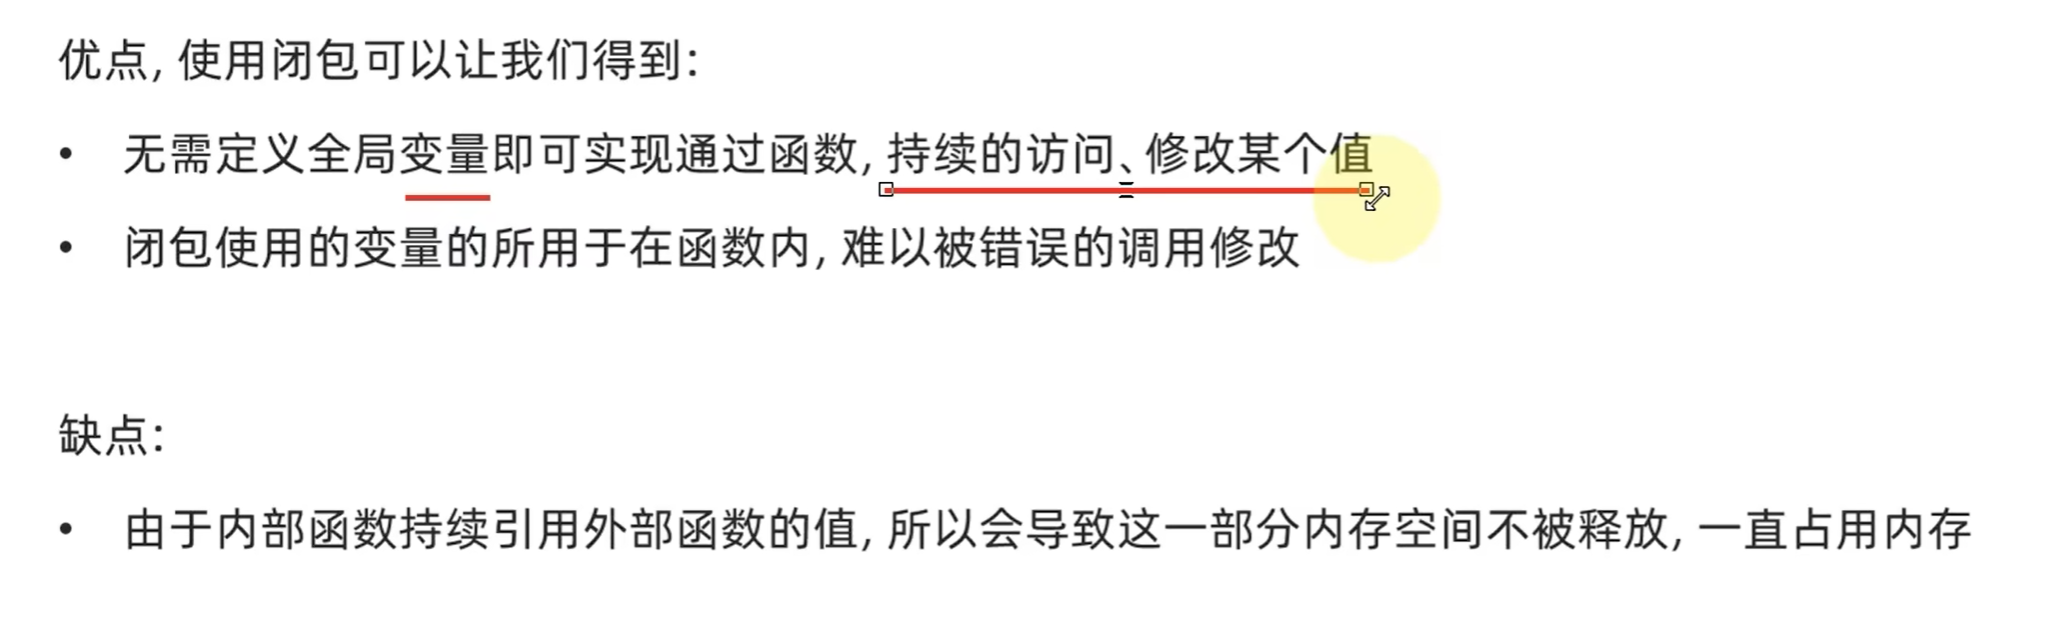 优点, 使用闭包可以让我们得到:
• 无需定义全局变量即可实现通过函数, 持续的访问、修改某个值
• 闭包使用的变量的所用于在函数内, 难以被错误的调用修改
缺点:
• 由于内部函数持续引用外部函数的值, 所以会导致这一部分内存空间不被释放, 一直占用内存